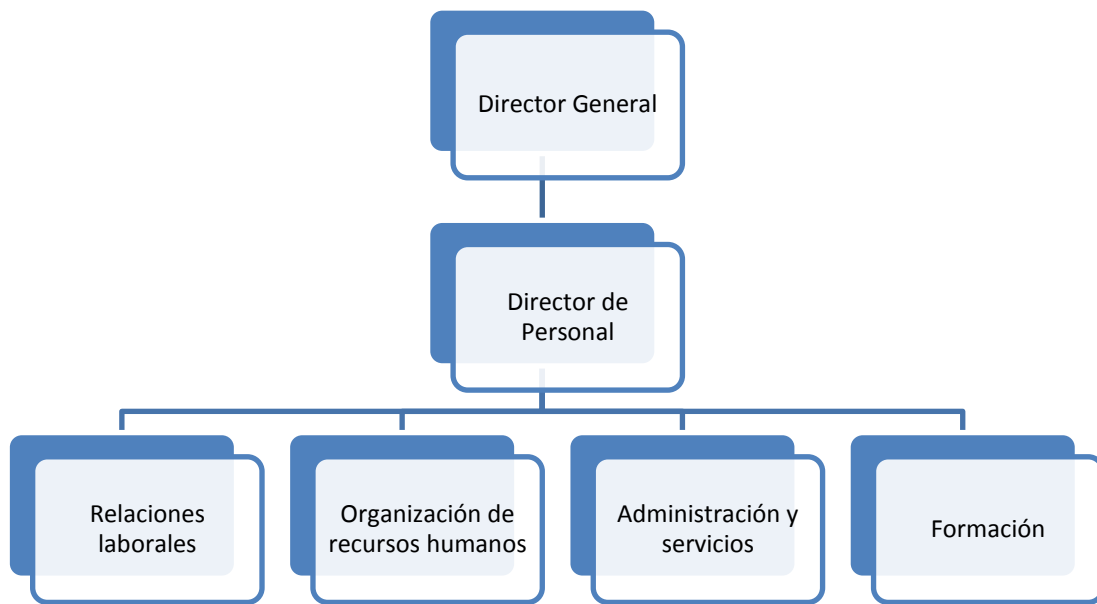 Director General
Director de
Personal
Relaciones
laborales
Organización de
recursos humanos
Administración y
servicios
Formación